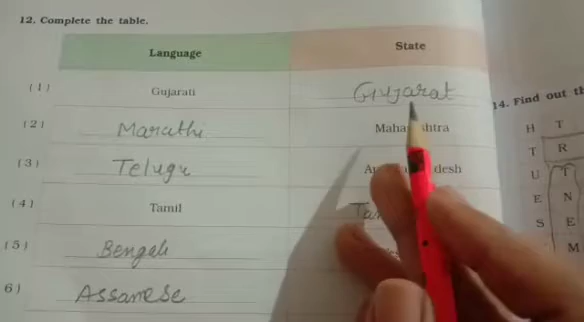 12. Complete the table.
Language State
(1) Gujarati Gujarat
(2) Marathi
(3) Telugu
(4) Tamil
(5) Bengali
6) Assamese
14. Find out
H T
T R
U T
E N
S E
M